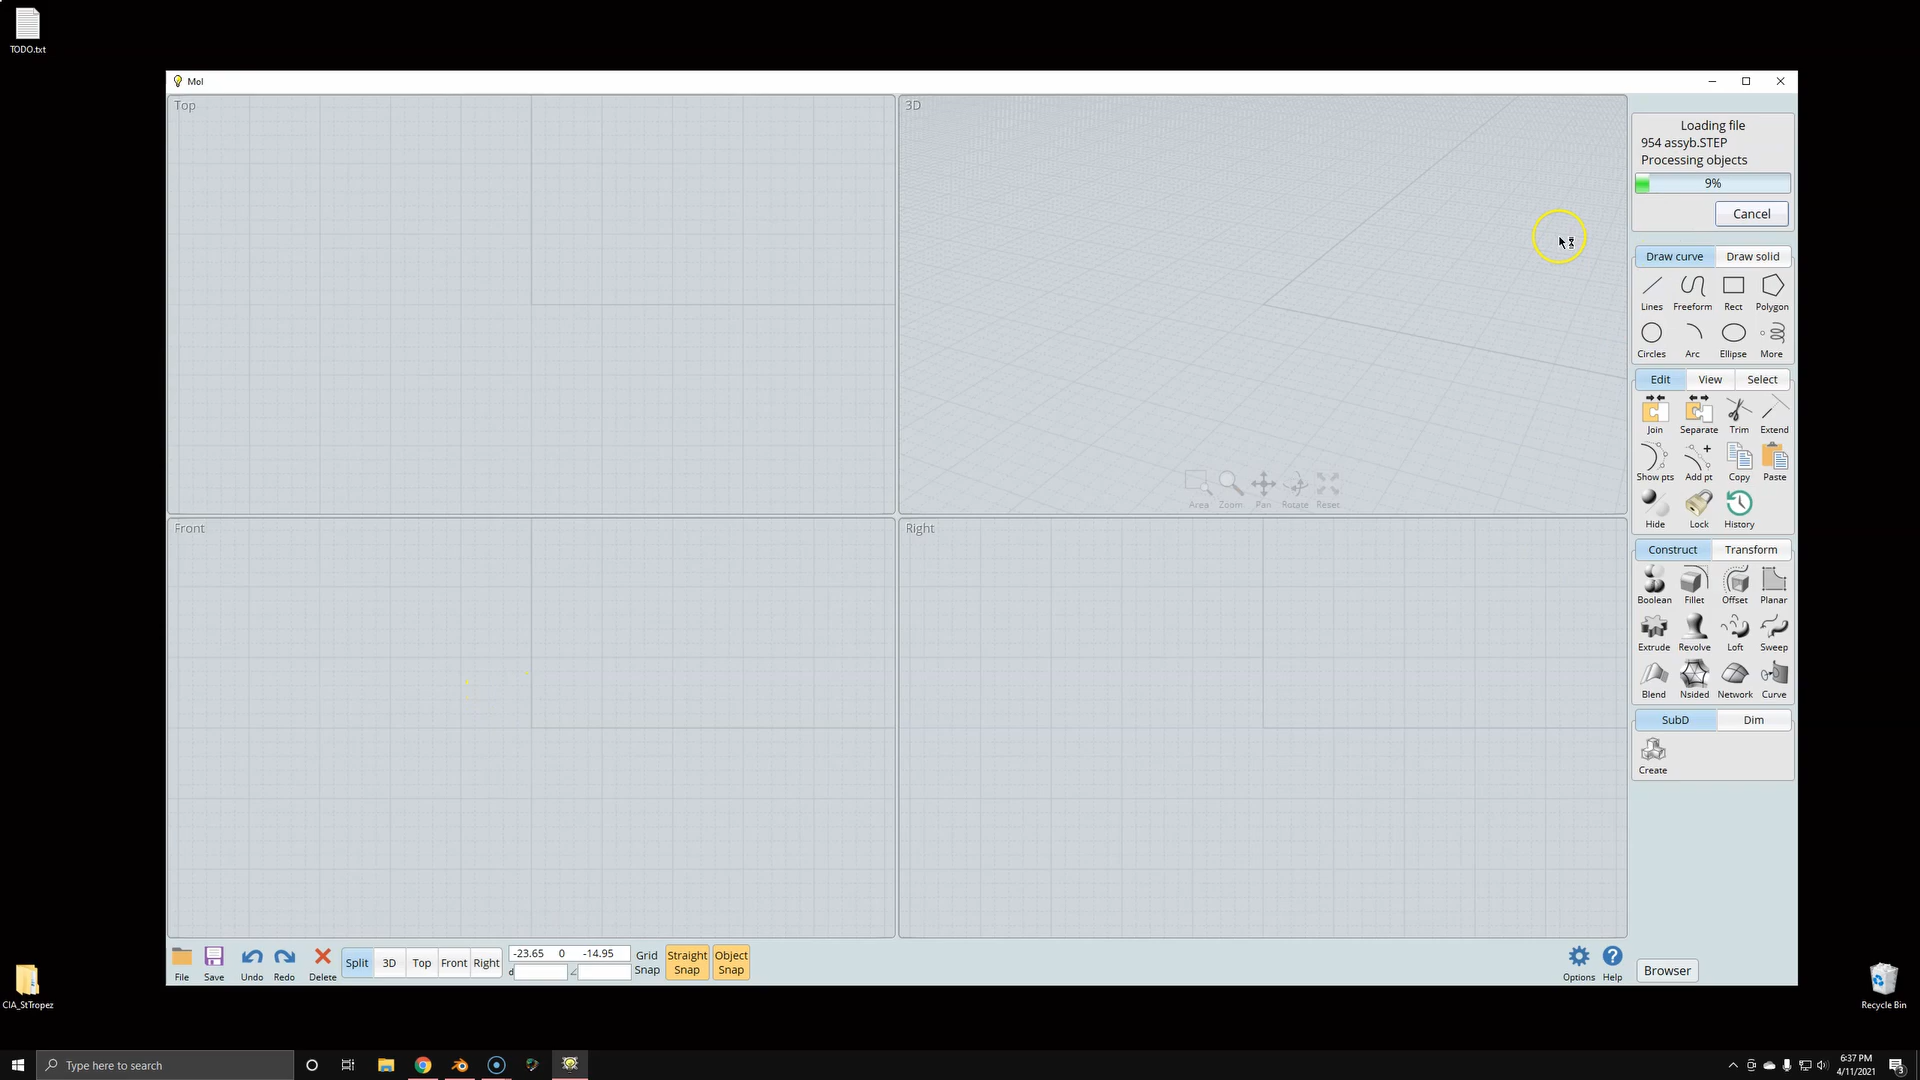 TODO.txt
MoI
Top
3D
Loading file
954 assyb.STEP
Processing objects
9%
Cancel
Draw curve Draw solid
Lines Freeform Rect Polygon
Circles Arc Ellipse More
Edit View Select
Join Separate Trim Extend
Show pts Add pt Copy Paste
Hide Lock History
Area Zoom Pan Rotate Reset
Front
Right
Construct Transform
Boolean Fillet Offset Planar
Extrude Revolve Loft Sweep
Blend Nsided Network Curve
SubD Dim
Create
File Save Undo Redo Delete
Split 3D Top Front Right
-23.65 0 -14.95
d
Grid Snap
Straight Snap
Object Snap
Options Help
Browser
CIA_StTropez
Recycle Bin
Type here to search
6:37 PM
4/11/2021
3